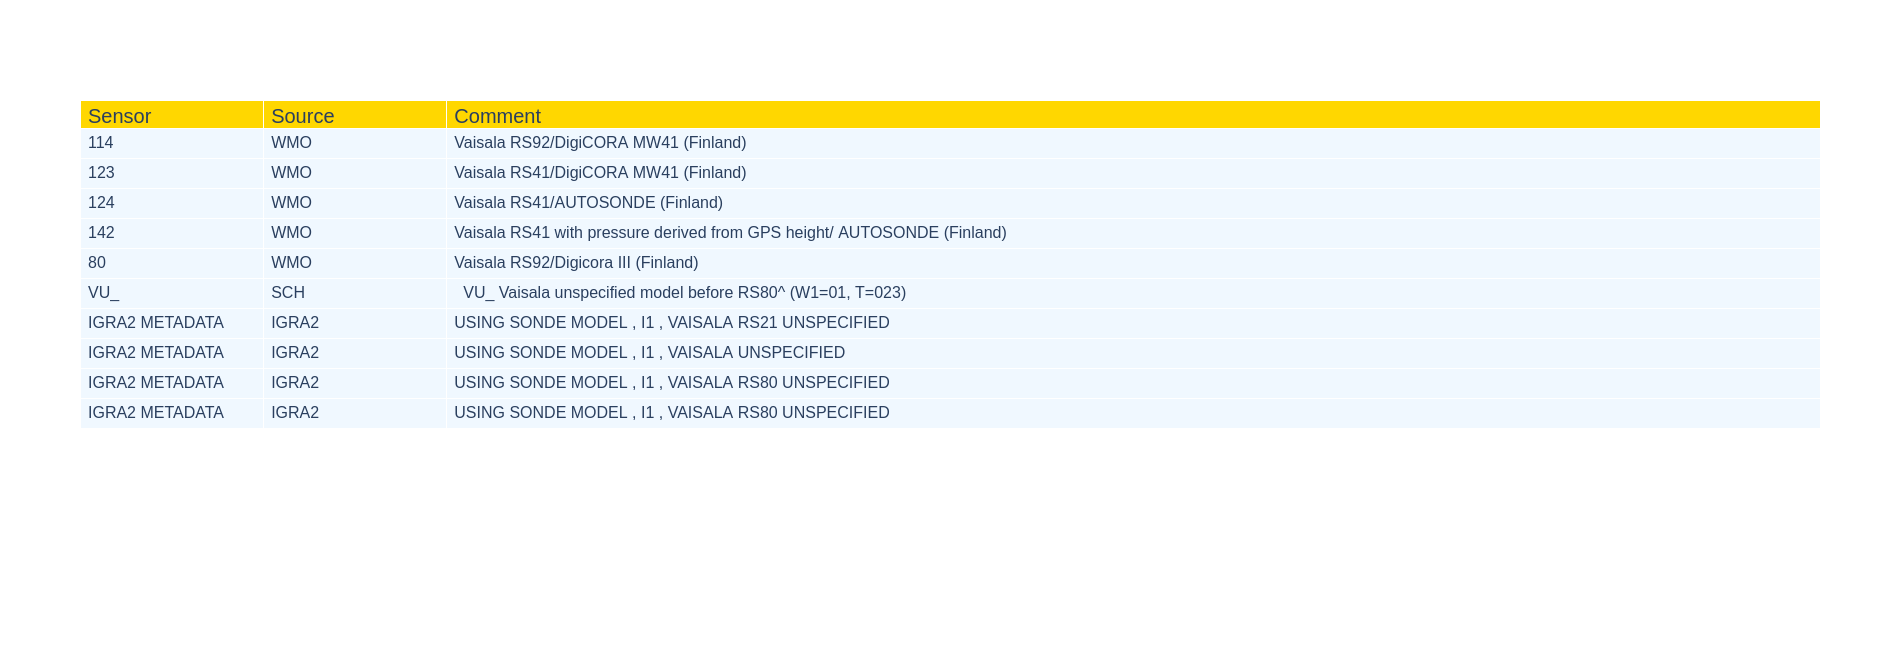 Sensor Source Comment
114 WMO Vaisala RS92/DigiCORA MW41 (Finland)
123 WMO Vaisala RS41/DigiCORA MW41 (Finland)
124 WMO Vaisala RS41/AUTOSONDE (Finland)
142 WMO Vaisala RS41 with pressure derived from GPS height/ AUTOSONDE (Finland)
80 WMO Vaisala RS92/Digicora III (Finland)
VU_ SCH VU_ Vaisala unspecified model before RS80^ (W1=01, T=023)
IGRA2 METADATA IGRA2 USING SONDE MODEL , I1 , VAISALA RS21 UNSPECIFIED
IGRA2 METADATA IGRA2 USING SONDE MODEL , I1 , VAISALA UNSPECIFIED
IGRA2 METADATA IGRA2 USING SONDE MODEL , I1 , VAISALA RS80 UNSPECIFIED
IGRA2 METADATA IGRA2 USING SONDE MODEL , I1 , VAISALA RS80 UNSPECIFIED